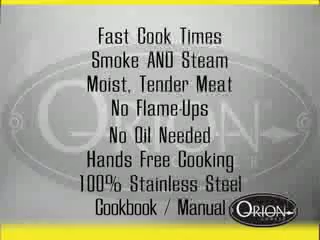 Fast Cook Times
Smoke AND Steam
Moist, Tender Meat
No Flame-Ups
No Oil Needed
Hands Free Cooking
100% Stainless Steel
Cookbook / Manual
ORION
ORION